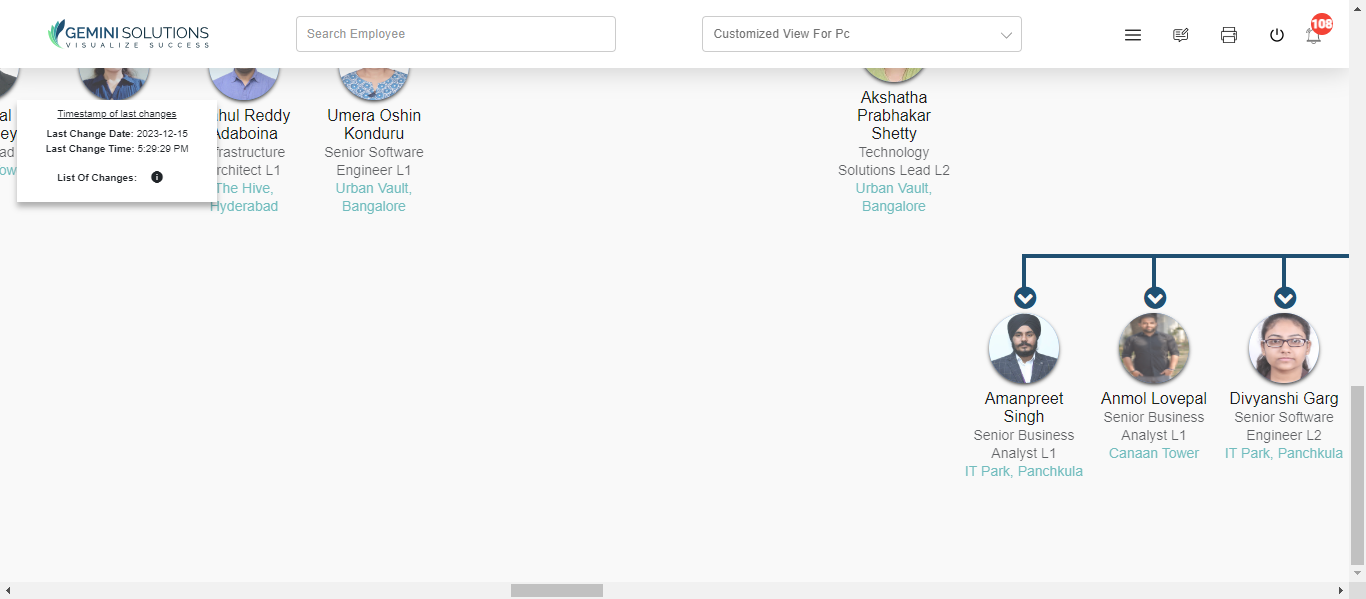 GEMINI SOLUTIONS
VISUALIZE SUCCESS
Search Employee
Customized View For Pc
108
Timestamp of last changes
Last Change Date: 2023-12-15
Last Change Time: 5:29:29 PM
List Of Changes:
al
ey
ad
ow
hul Reddy
Adaboina
frastructure
rchitect L1
The Hive,
Hyderabad
Umera Oshin
Konduru
Senior Software
Engineer L1
Urban Vault,
Bangalore
Akshatha
Prabhakar
Shetty
Technology
Solutions Lead L2
Urban Vault,
Bangalore
Amanpreet
Singh
Senior Business
Analyst L1
IT Park, Panchkula
Anmol Lovepal
Senior Business
Analyst L1
Canaan Tower
Divyanshi Garg
Senior Software
Engineer L2
IT Park, Panchkula